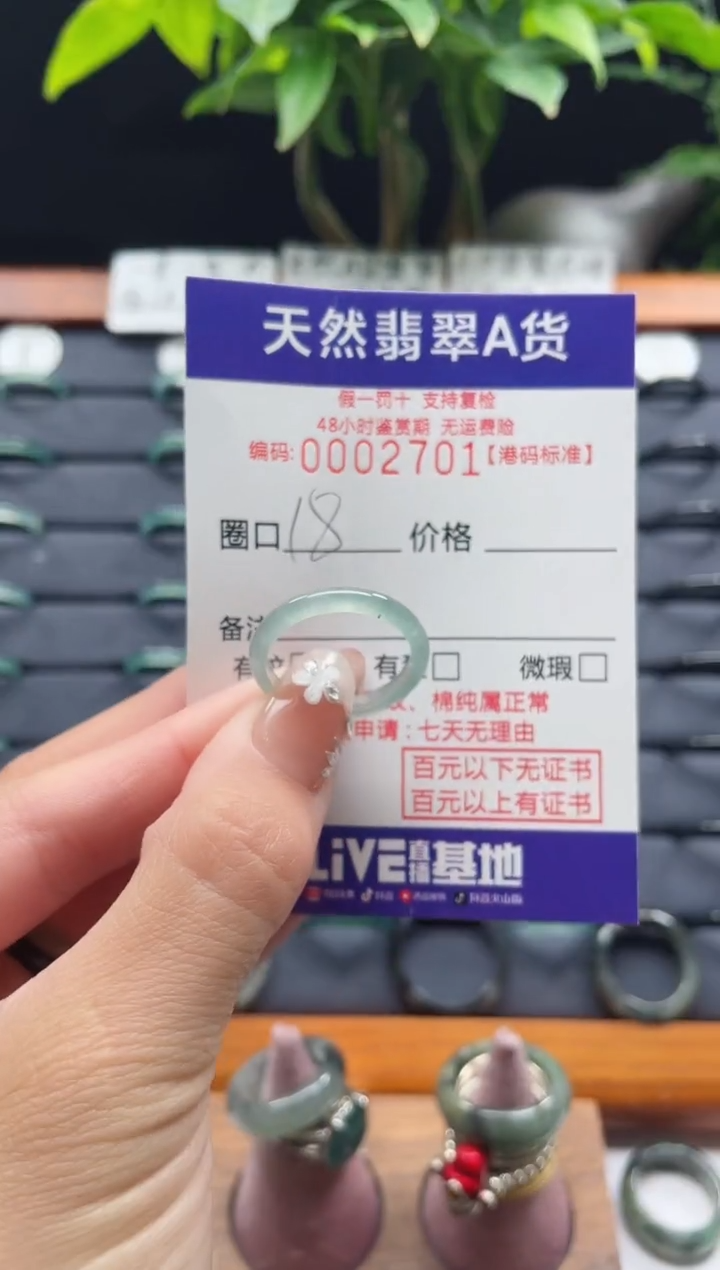 天然翡翠A货
假一罚十 支持复检
48小时鉴赏期 无运费险
编码:0002701【港码标准】
圈口 18 价格
备注
有纹 有 微瑕
、棉纯属正常
申请:七天无理由
百元以下无证书
百元以上有证书
LIVE直播基地